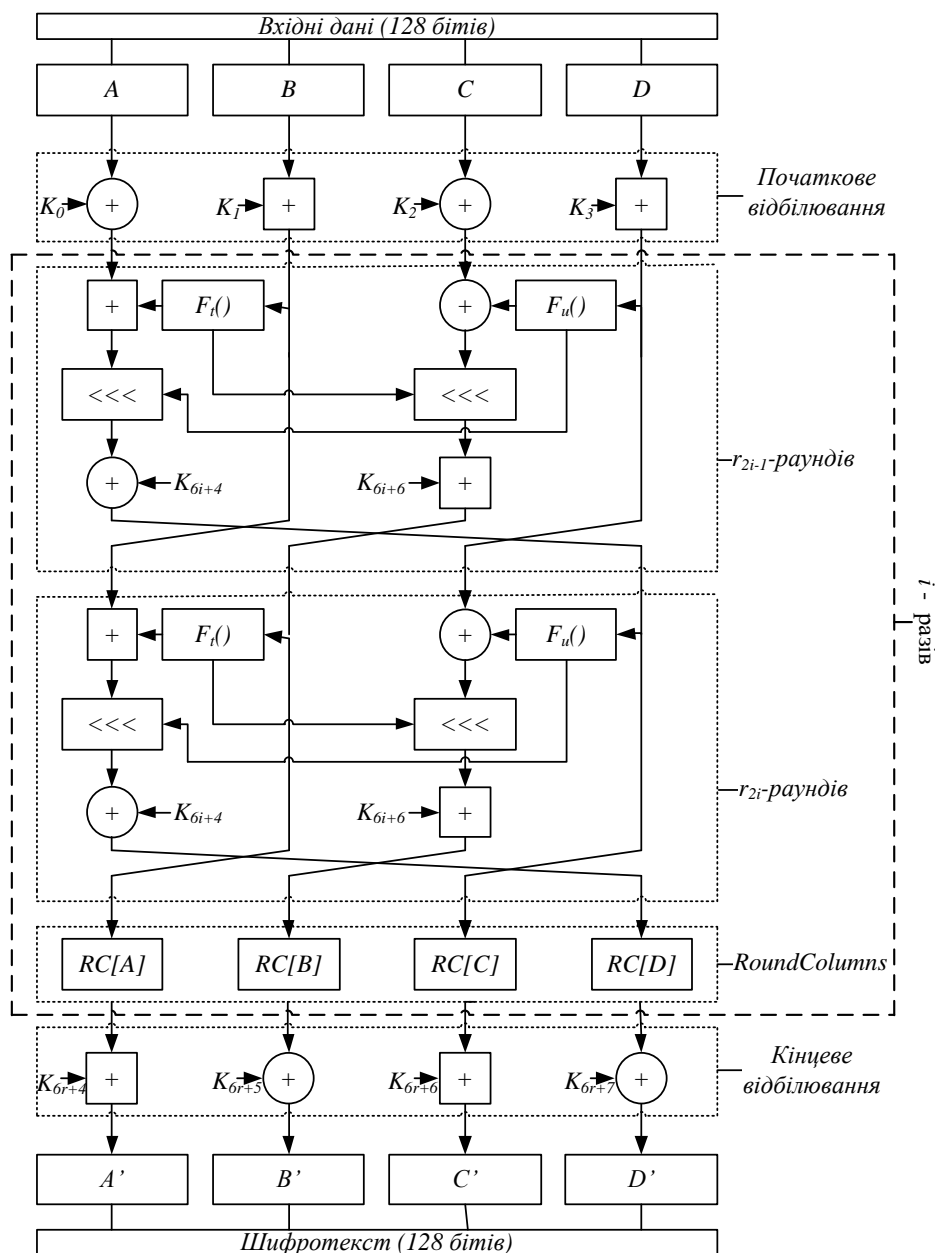 Вхідні дані (128 бітів)
A B C D
Початкове
відбілювання
K0 + K1 + K2 + K3 +
+ Ft() + Fu()
<<< <<<
r2i-1-раундів
+ K6i+4 K6i+6 +
i - разів
+ Ft() + Fu()
<<< <<<
r2i-раундів
+ K6i+4 K6i+6 +
RC[A] RC[B] RC[C] RC[D] RoundColumns
Кінцеве
відбілювання
K6r+4 + K6r+5 + K6r+6 + K6r+7 +
A’ B’ C’ D’
Шифротекст (128 бітів)